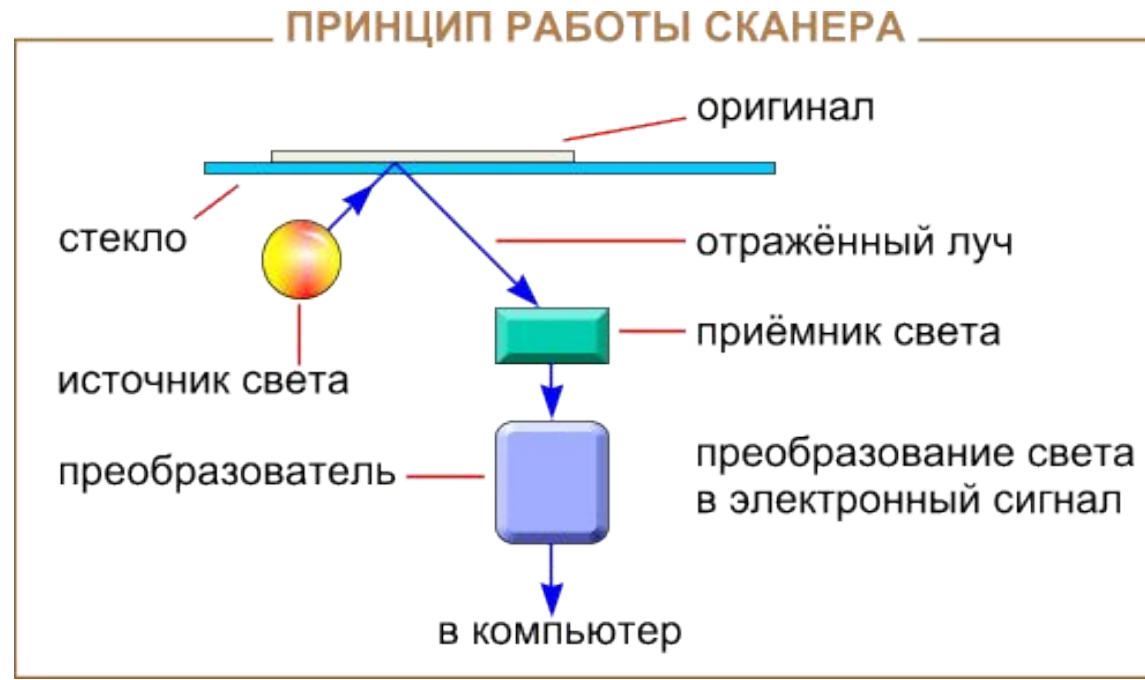 ПРИНЦИП РАБОТЫ СКАНЕРА
оригинал
стекло
отражённый луч
приёмник света
источник света
преобразователь
преобразование света
в электронный сигнал
в компьютер